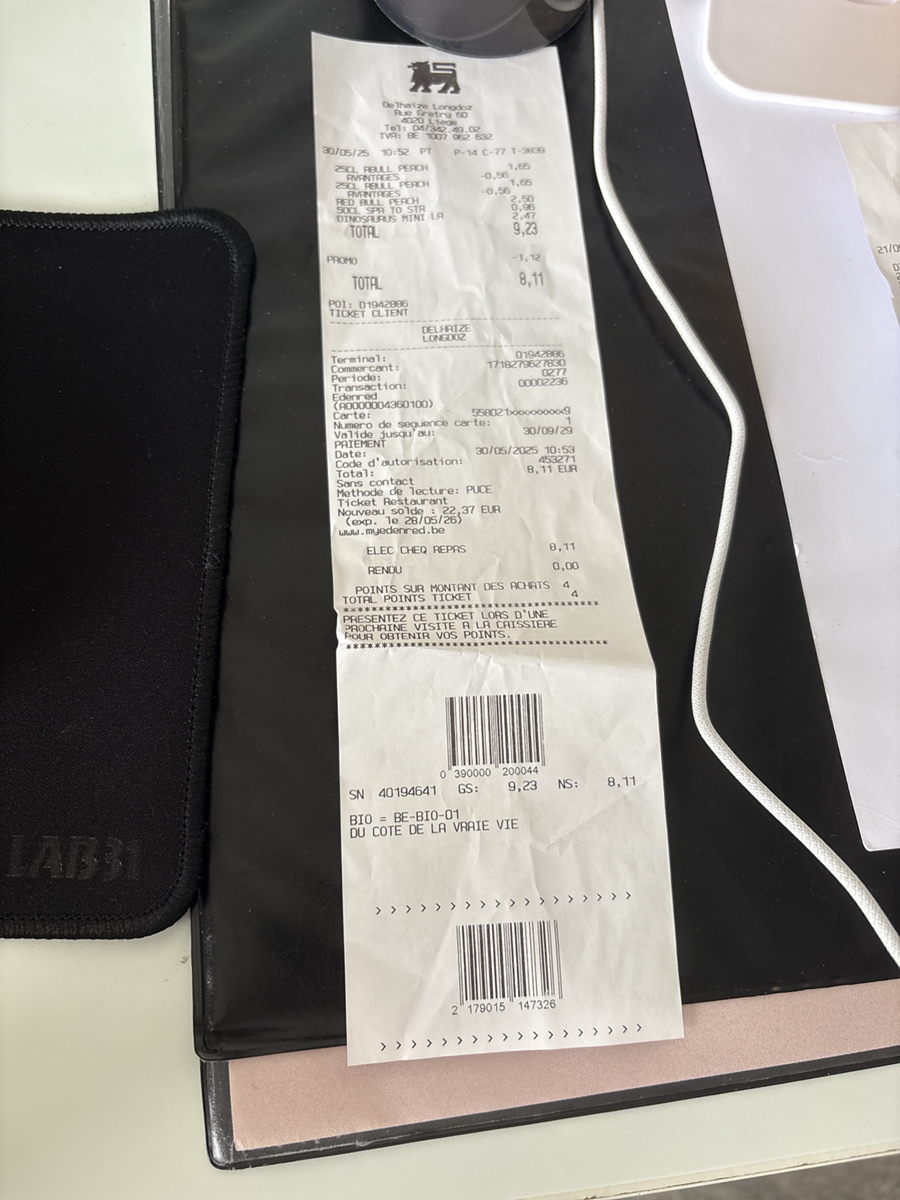 Delhaize Longdoz
Rue Gretry 60
4020 Liege
Tel: 04/342.49.02
TVA: BE 1007 962 632
30/05/25 10:52 PT P-14 C-77 T-3839
25CL RBULL PEACH 1,65
AVANTAGES -0,56
25CL RBULL PEACH 1,65
AVANTAGES -0,56
RED BULL PEACH 2,50
50CL SPA TO STR 0,96
DINOSAURUS MINI LA 2,47
TOTAL 9,23
PROMO -1,12
TOTAL 8,11
POI: 01942886
TICKET CLIENT
DELHAIZE
LONGDOZ
Terminal: 01942886
Commercant: 1718279627830
Periode: 0277
Transaction: 00002236
Edenred
(A0000004360100)
Carte: 558021xxxxxxxxx9
Numero de sequence carte: 1
Valide jusqu'au: 30/09/29
PAIEMENT
Date: 30/05/2025 10:53
Code d'autorisation: 453271
Total: 8,11 EUR
Sans contact
Methode de lecture: PUCE
Ticket Restaurant
Nouveau solde : 22,37 EUR
(exp. le 28/05/26)
www.myedenred.be
ELEC CHEQ REPAS 8,11
RENDU 0,00
POINTS SUR MONTANT DES ACHATS 4
TOTAL POINTS TICKET 4
PRESENTEZ CE TICKET LORS D'UNE
PROCHAINE VISITE A LA CAISSIERE
POUR OBTENIR VOS POINTS.
0 390000 200044
SN 40194641 GS: 9,23 NS: 8,11
BIO = BE-BIO-01
DU COTE DE LA VRAIE VIE
2 179015 147326
LAB31